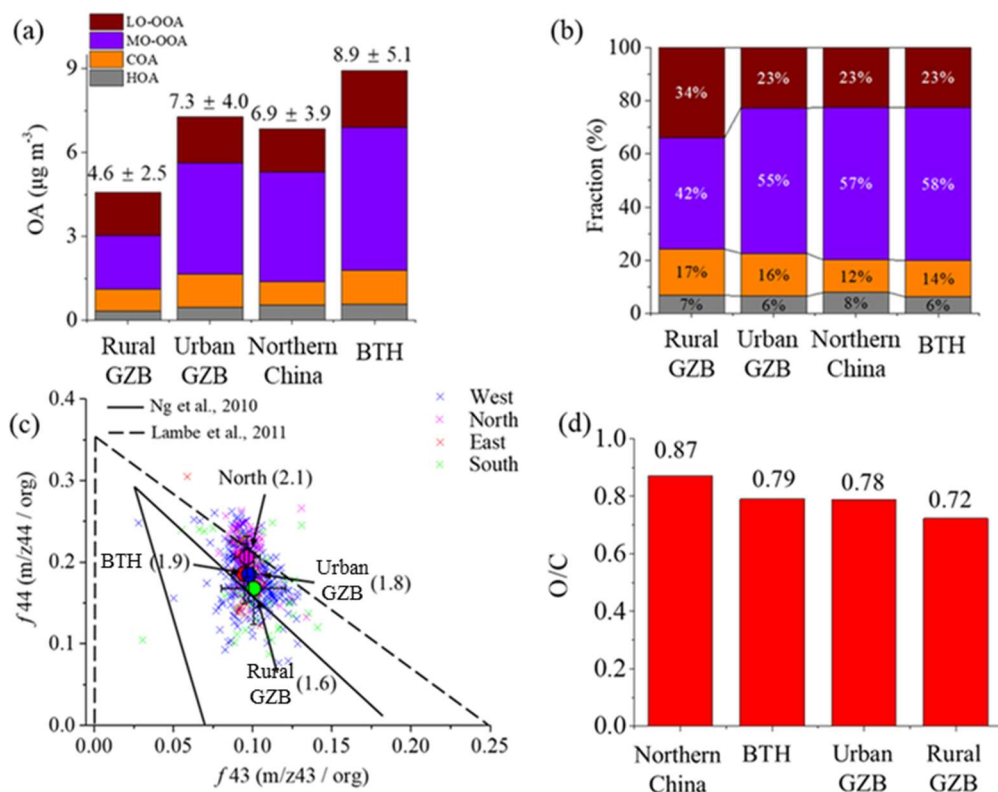 (a)
LO-OOA
MO-OOA
COA
HOA
8.9 ± 5.1
7.3 ± 4.0
6.9 ± 3.9
4.6 ± 2.5
9
6
3
0
OA (μg m⁻³)
Rural
GZB
Urban
GZB
Northern
China
BTH
(b)
100
80
60
40
20
0
Fraction (%)
34% 23% 23% 23%
42% 55% 57% 58%
17% 16% 12% 14%
7% 6% 8% 6%
Rural
GZB
Urban
GZB
Northern
China
BTH
(c)
Ng et al., 2010
Lambe et al., 2011
West
North
East
South
0.4
0.3
0.2
0.1
0.0
f44 (m/z44 / org)
North (2.1)
BTH (1.9)
Urban
GZB (1.8)
Rural
GZB (1.6)
0.00 0.05 0.10 0.15 0.20 0.25
f43 (m/z43 / org)
(d)
1.0
0.8
0.6
0.4
0.2
0.0
O/C
0.87
0.79
0.78
0.72
Northern
China
BTH
Urban
GZB
Rural
GZB